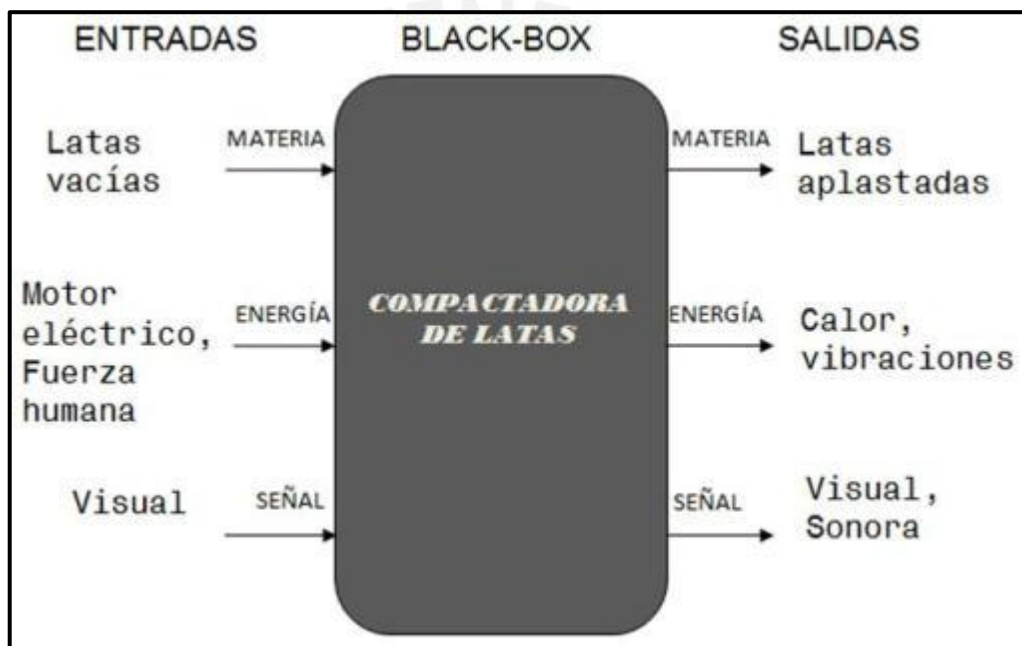 ENTRADAS BLACK-BOX SALIDAS
Latas
vacías
MATERIA
MATERIA
Latas
aplastadas
Motor
eléctrico,
Fuerza
humana
ENERGÍA
COMPACTADORA
DE LATAS
ENERGÍA
Calor,
vibraciones
Visual
SEÑAL
SEÑAL
Visual,
Sonora